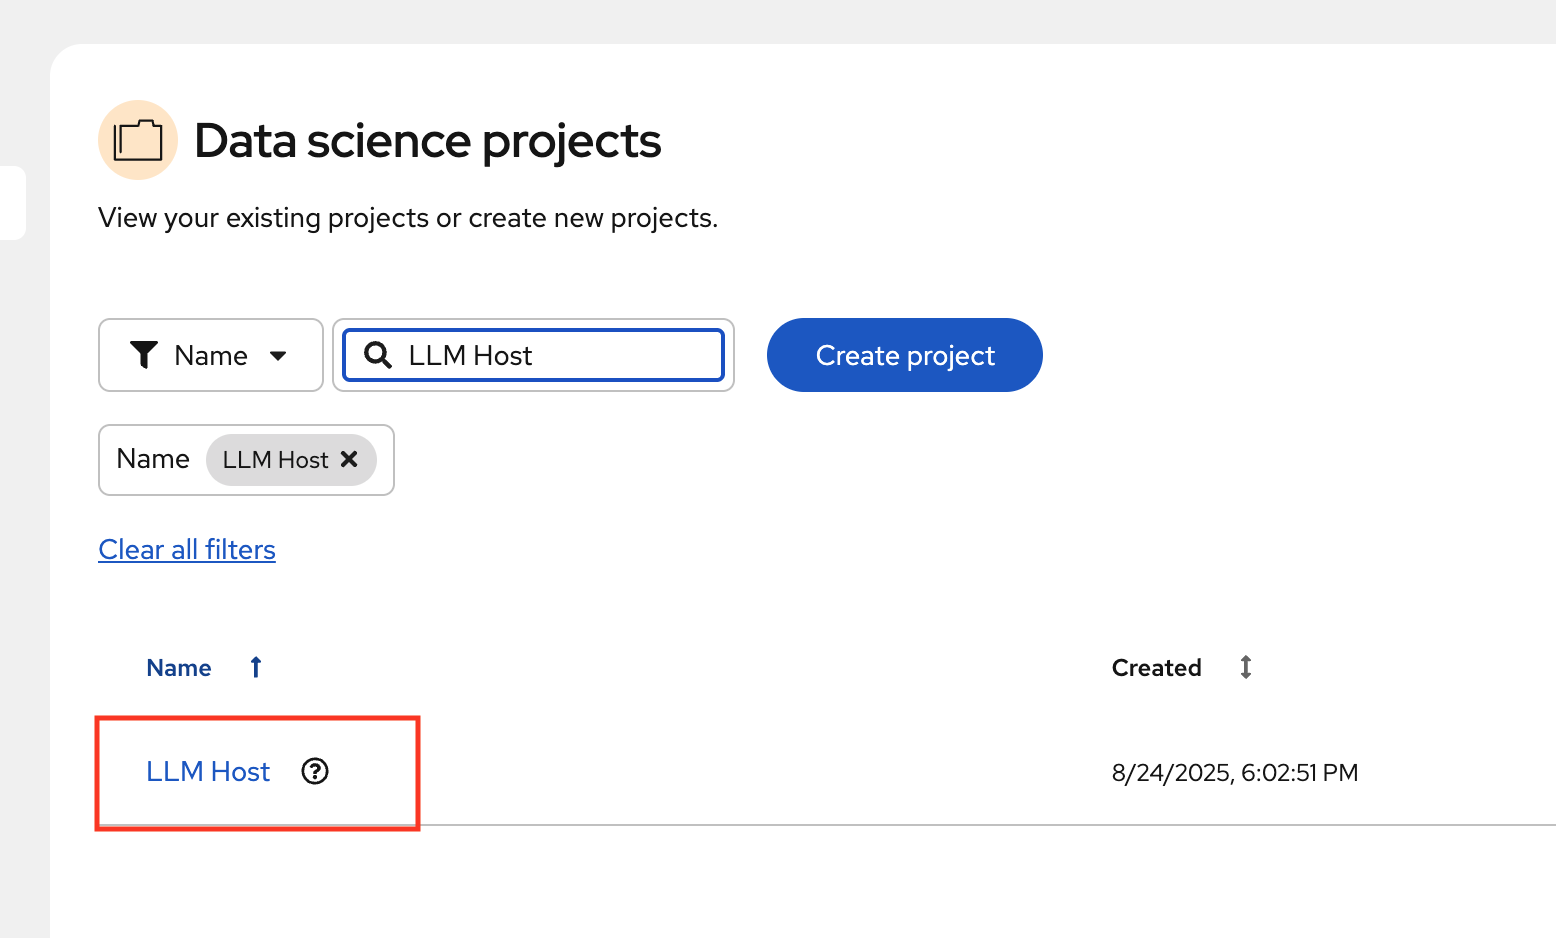 Data science projects
View your existing projects or create new projects.
Name
LLM Host
Create project
Name LLM Host
Clear all filters
Name Created
LLM Host 8/24/2025, 6:02:51 PM